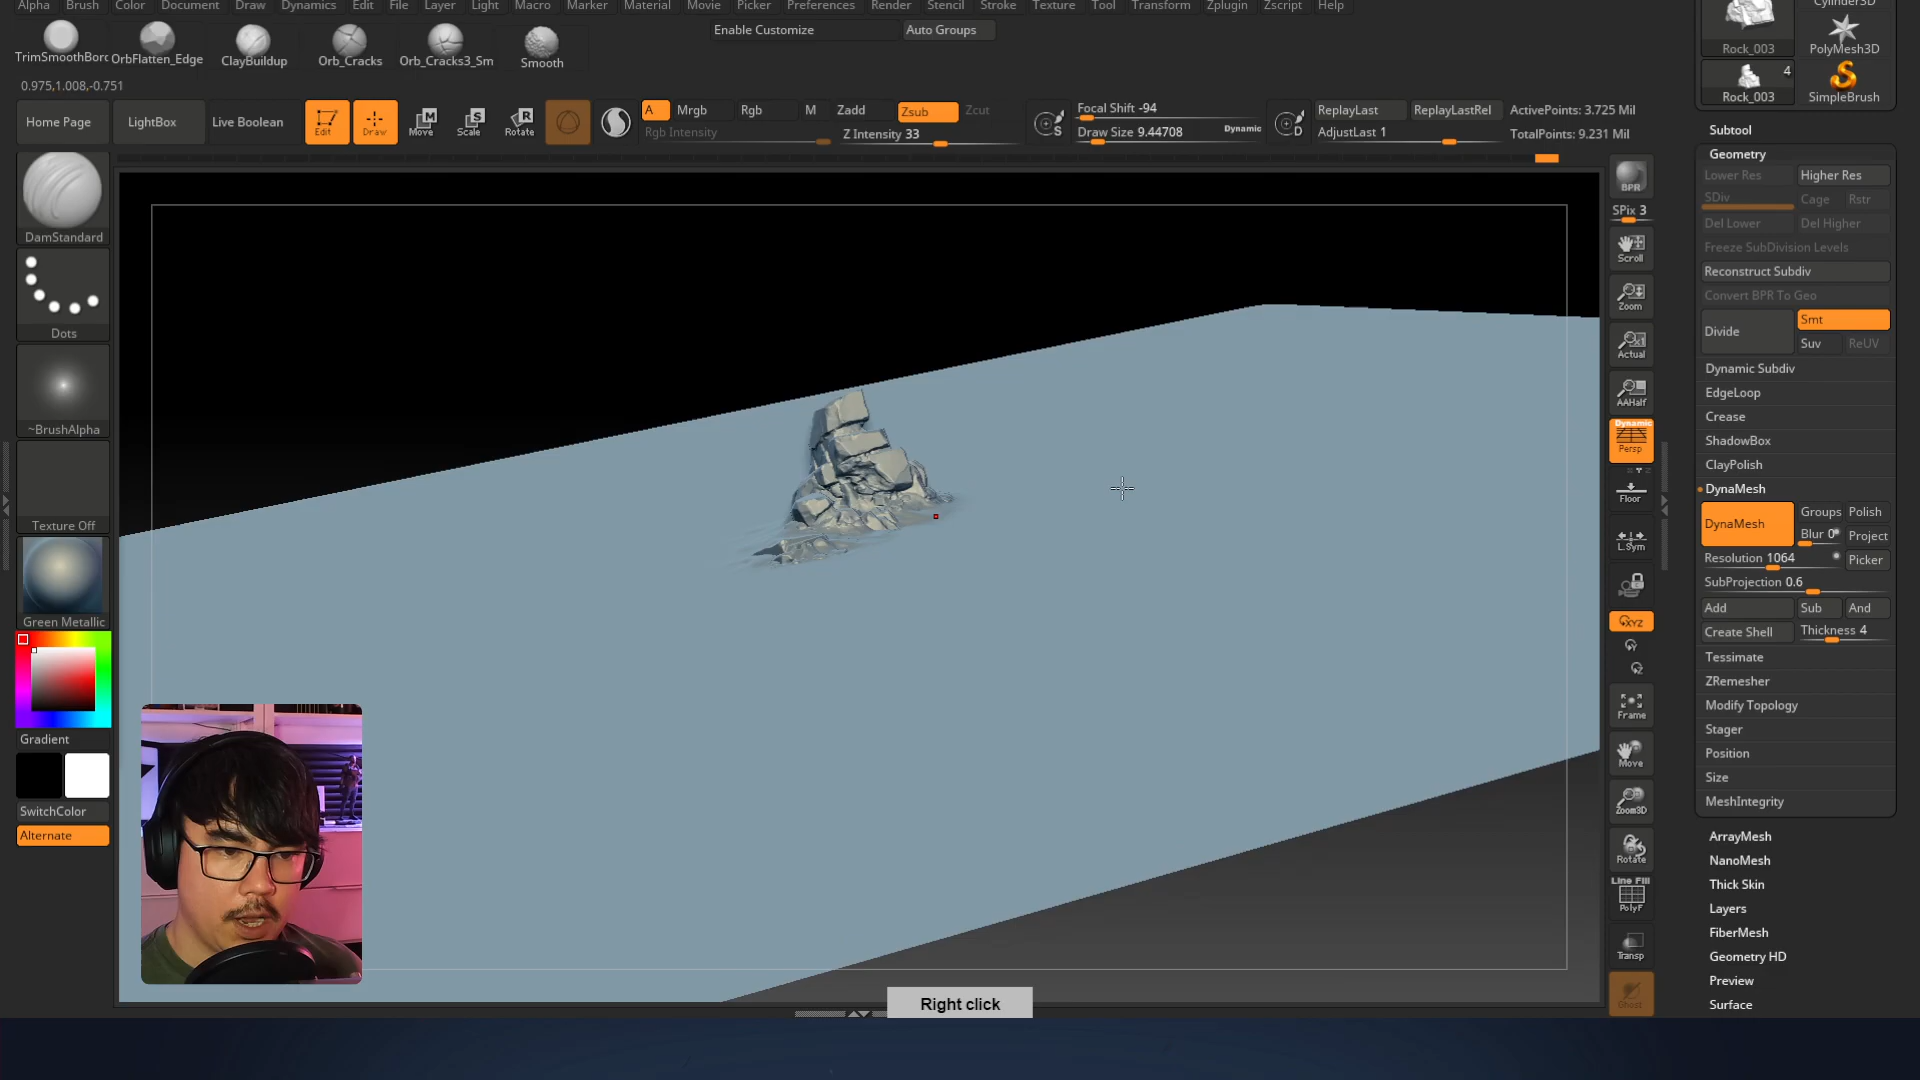 Alpha Brush Color Document Draw Dynamics Edit File Layer Light Macro Marker Material Movie Picker Preferences Render Stencil Stroke Texture Tool Transform Zplugin Zscript Help
Enable Customize Auto Groups
TrimSmoothBorc OrbFlatten_Edge ClayBuildup Orb_Cracks Orb_Cracks3_Sm Smooth
0.975,1.008,-0.751
Home Page LightBox Live Boolean Edit Draw Move Scale Rotate
A Mrgb Rgb M Zadd Zsub Zcut
Rgb Intensity Z Intensity 33
S Focal Shift -94
Draw Size 9.44708 Dynamic
D ReplayLast ReplayLastRel
AdjustLast 1
ActivePoints: 3.725 Mil
TotalPoints: 9.231 Mil
DamStandard
Dots
~BrushAlpha
Texture Off
Green Metallic
Gradient
SwitchColor
Alternate
BPR
SPix 3
Scroll
Zoom
Actual
AAHalf
Dynamic
Persp
Floor
L.Sym
XYZ
Frame
Move
Zoom3D
Rotate
Line Fill
PolyF
Transp
Ghost
Cylinder3D
Rock_003 PolyMesh3D
4
Rock_003 SimpleBrush
Subtool
Geometry
Lower Res Higher Res
SDiv Cage Rstr
Del Lower Del Higher
Freeze SubDivision Levels
Reconstruct Subdiv
Convert BPR To Geo
Divide Smt
Suv ReUV
Dynamic Subdiv
EdgeLoop
Crease
ShadowBox
ClayPolish
DynaMesh
DynaMesh Groups Polish
Blur 0 Project
Resolution 1064 Picker
SubProjection 0.6
Add Sub And
Create Shell Thickness 4
Tessimate
ZRemesher
Modify Topology
Stager
Position
Size
MeshIntegrity
ArrayMesh
NanoMesh
Thick Skin
Layers
FiberMesh
Geometry HD
Preview
Surface
Right click